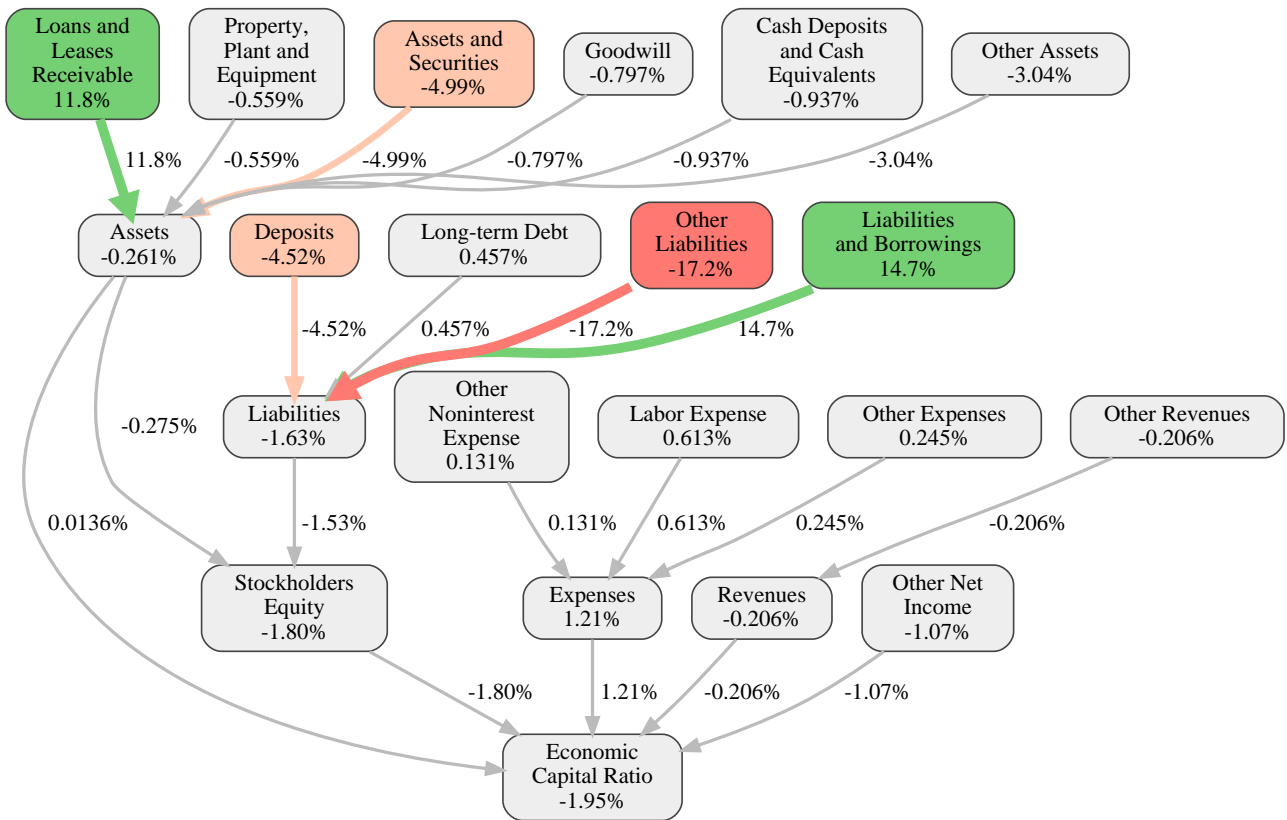 Loans and
Leases
Receivable
11.8%
Property,
Plant and
Equipment
-0.559%
Assets and
Securities
-4.99%
Goodwill
-0.797%
Cash Deposits
and Cash
Equivalents
-0.937%
Other Assets
-3.04%
11.8%
-0.559%
-4.99%
-0.797%
-0.937%
-3.04%
Assets
-0.261%
Deposits
-4.52%
Long-term Debt
0.457%
Other
Liabilities
-17.2%
Liabilities
and Borrowings
14.7%
-4.52%
0.457%
-17.2%
14.7%
Liabilities
-1.63%
Other
Noninterest
Expense
0.131%
Labor Expense
0.613%
Other Expenses
0.245%
Other Revenues
-0.206%
-0.275%
0.0136%
-1.53%
0.131%
0.613%
0.245%
-0.206%
Stockholders
Equity
-1.80%
Expenses
1.21%
Revenues
-0.206%
Other Net
Income
-1.07%
-1.80%
1.21%
-0.206%
-1.07%
Economic
Capital Ratio
-1.95%